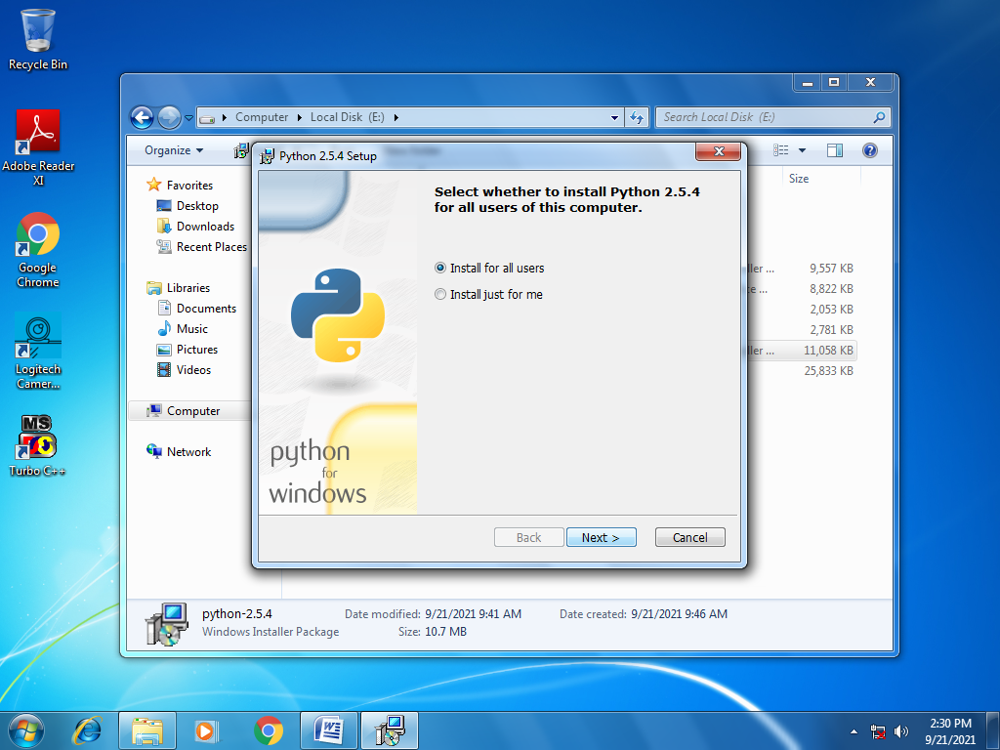 Recycle Bin
Adobe Reader
XI
Google
Chrome
Logitech
Camer...
MS
Turbo C++
Computer
Local Disk (E:)
Search Local Disk (E:)
Organize
Python 2.5.4 Setup
Size
Favorites
Desktop
Downloads
Recent Places
Libraries
Documents
Music
Pictures
Videos
Computer
Network
Select whether to install Python 2.5.4
for all users of this computer.
Install for all users
Install just for me
python
for
windows
Back
Next >
Cancel
ller ... 9,557 KB
ce ... 8,822 KB
2,053 KB
2,781 KB
ller ... 11,058 KB
25,833 KB
python-2.5.4 Date modified: 9/21/2021 9:41 AM Date created: 9/21/2021 9:46 AM
Windows Installer Package Size: 10.7 MB
2:30 PM
9/21/2021